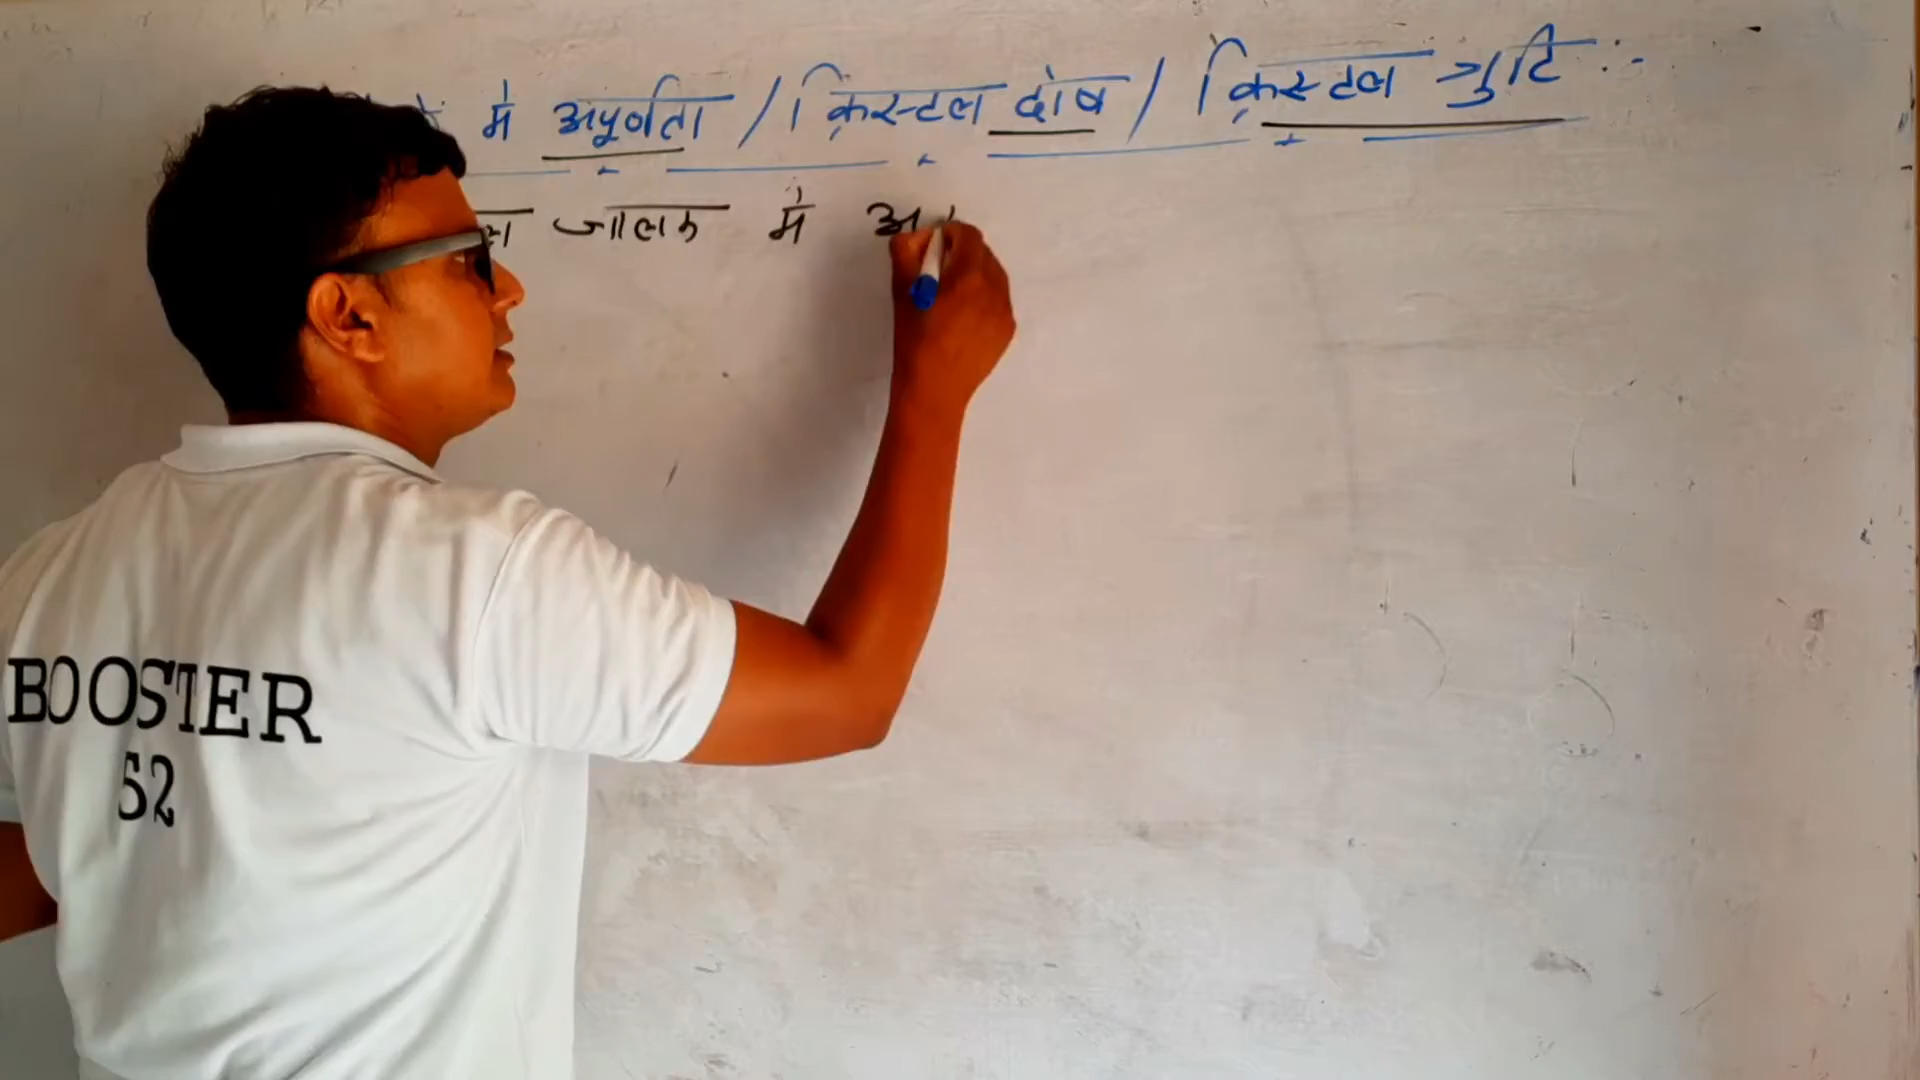 में अपूर्णता / क्रिस्टल दोष / क्रिस्टल त्रुटि :-
जालक में अ
BOOSTER
52